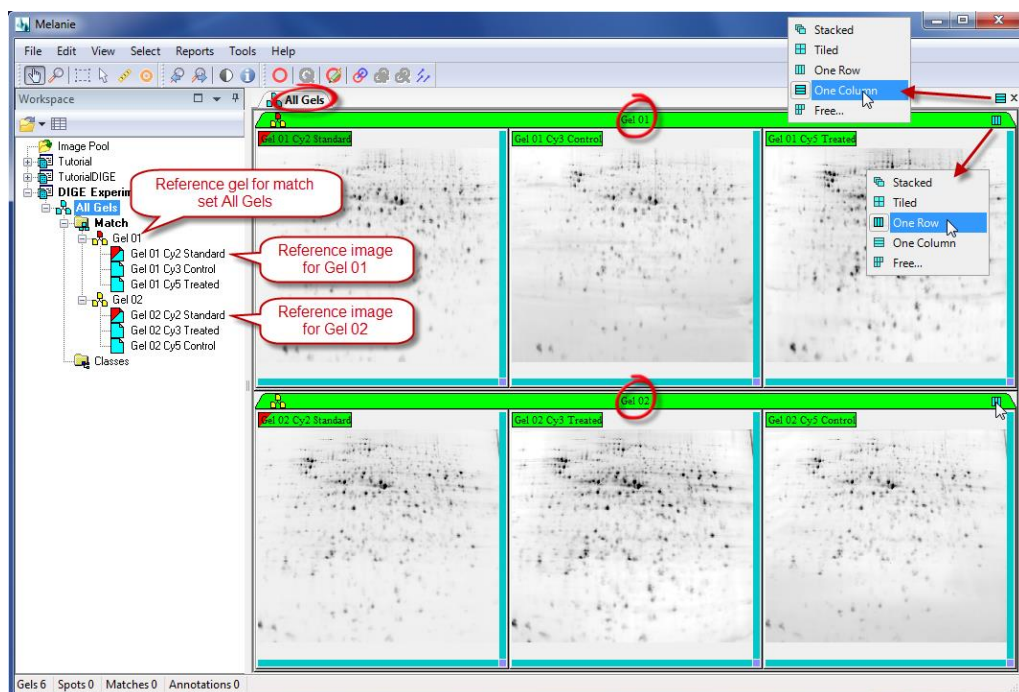 Melanie
File Edit View Select Reports Tools Help
Workspace
All Gels
Stacked
Tiled
One Row
One Column
Free...
Image Pool
Tutorial
TutorialDIGE
DIGE Experim
All Gels
Match
Gel 01
Gel 01 Cy2 Standard
Gel 01 Cy3 Control
Gel 01 Cy5 Treated
Gel 02
Gel 02 Cy2 Standard
Gel 02 Cy3 Treated
Gel 02 Cy5 Control
Classes
Reference gel for match
set All Gels
Reference image
for Gel 01
Reference image
for Gel 02
Gel 01
Gel 01 Cy2 Standard
Gel 01 Cy3 Control
Gel 01 Cy5 Treated
Stacked
Tiled
One Row
One Column
Free...
Gel 02
Gel 02 Cy2 Standard
Gel 02 Cy3 Treated
Gel 02 Cy5 Control
Gels 6 Spots 0 Matches 0 Annotations 0